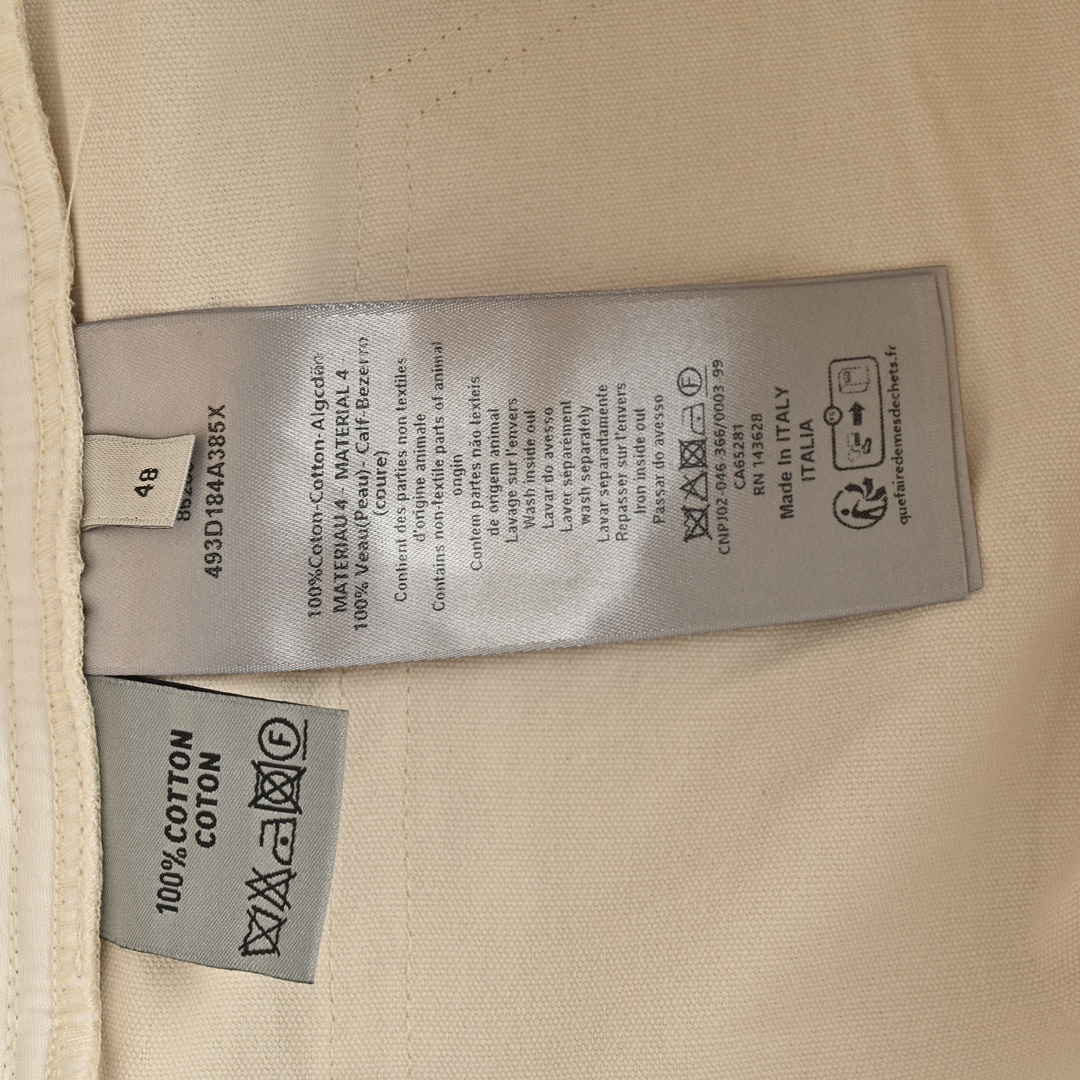 48
493D184A385X
100%Coton-Cotton-Algodão
MATERIAU 4 - MATERIAL 4
100% Veau(Peau)- Calf-Bezerro
(coure)
Contient des parties non textiles
d'origine animale
Contains non-textile parts of animal
origin
Contem partes não texteis
de origem animal
Lavage sur l'envers
Wash inside out
Lavar do avesso
Laver séparément
wash separately
Lavar separadamente
Repasser sur l'envers
Iron inside out
Passar do avesso
F
CNPJ02-046 366/0003 99
CA65281
RN 143628
Made In ITALY
ITALIA
quefairedemesdechets.fr
100% COTTON
COTON
F